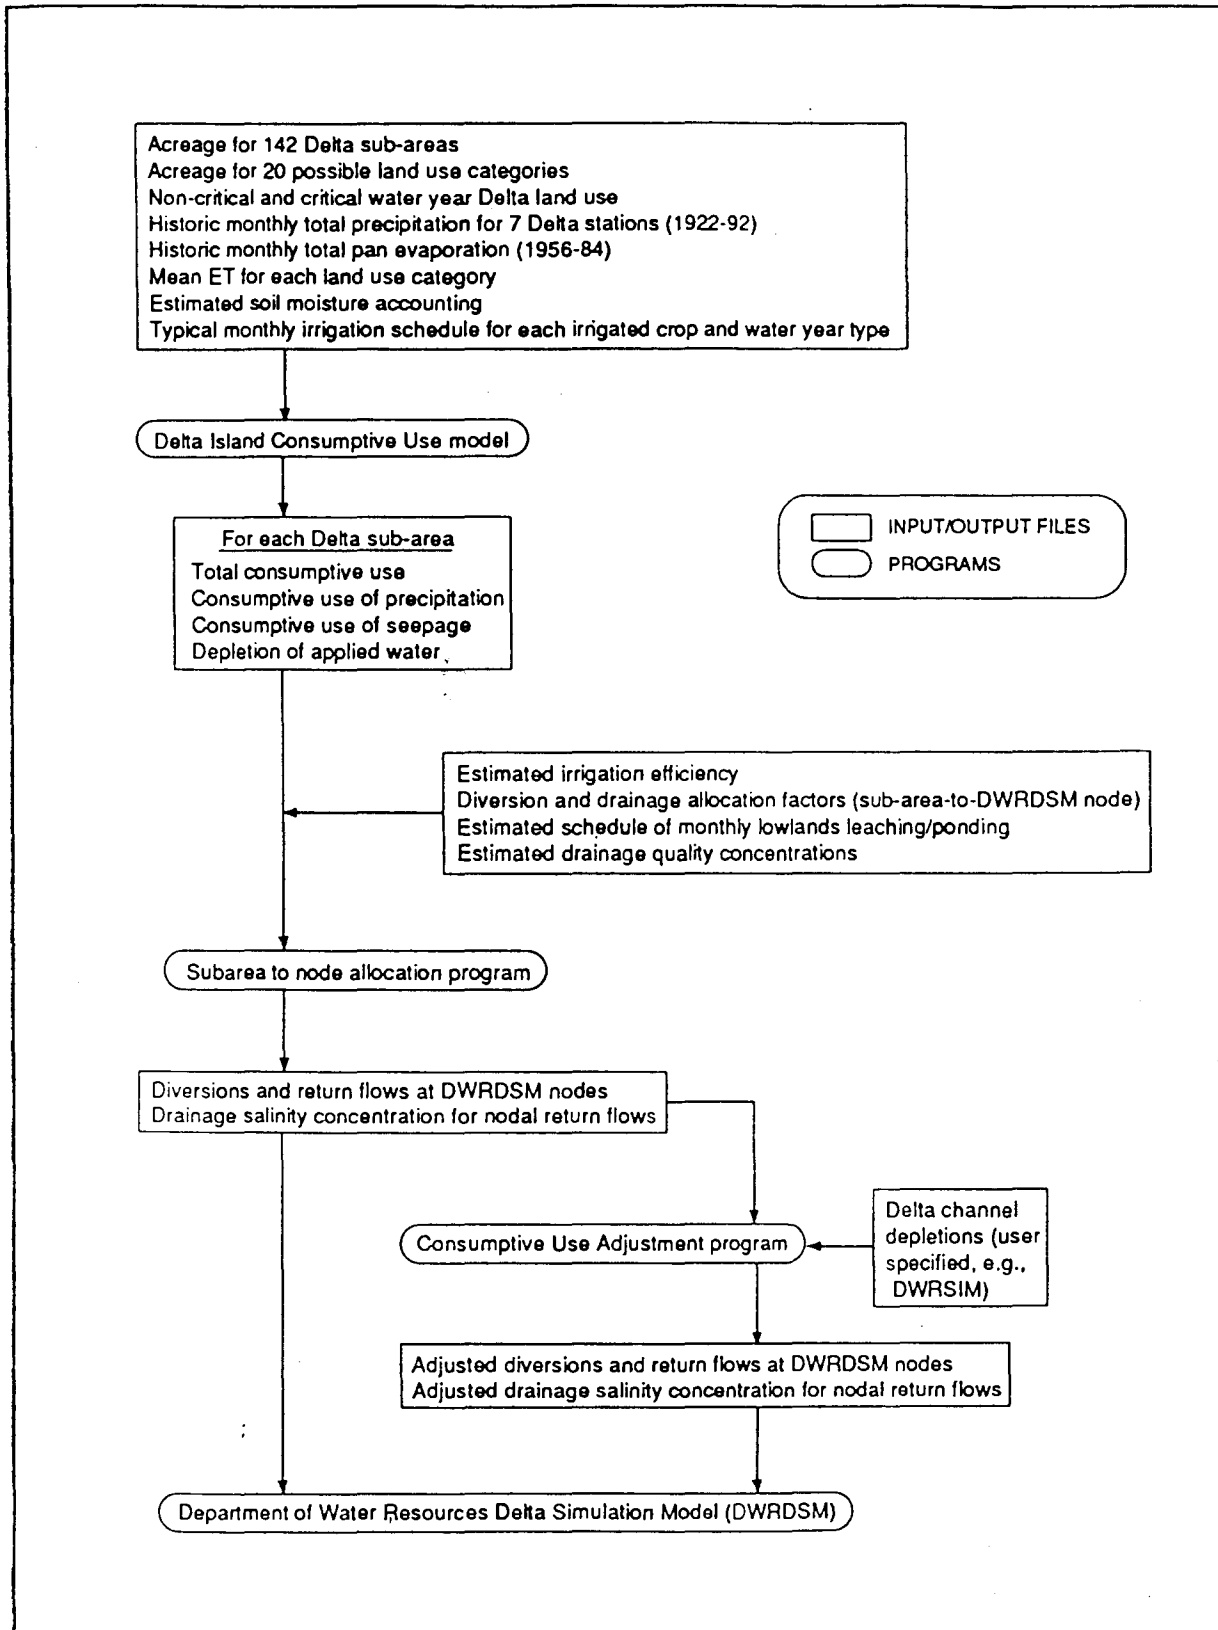 Acreage for 142 Delta sub-areas
Acreage for 20 possible land use categories
Non-critical and critical water year Delta land use
Historic monthly total precipitation for 7 Delta stations (1922-92)
Historic monthly total pan evaporation (1956-84)
Mean ET for each land use category
Estimated soil moisture accounting
Typical monthly irrigation schedule for each irrigated crop and water year type
Delta Island Consumptive Use model
For each Delta sub-area
Total consumptive use
Consumptive use of precipitation
Consumptive use of seepage
Depletion of applied water
INPUT/OUTPUT FILES
PROGRAMS
Estimated irrigation efficiency
Diversion and drainage allocation factors (sub-area-to-DWRDSM node)
Estimated schedule of monthly lowlands leaching/ponding
Estimated drainage quality concentrations
Subarea to node allocation program
Diversions and return flows at DWRDSM nodes
Drainage salinity concentration for nodal return flows
Delta channel
depletions (user
specified, e.g.,
DWRSIM)
Consumptive Use Adjustment program
Adjusted diversions and return flows at DWRDSM nodes
Adjusted drainage salinity concentration for nodal return flows
Department of Water Resources Delta Simulation Model (DWRDSM)